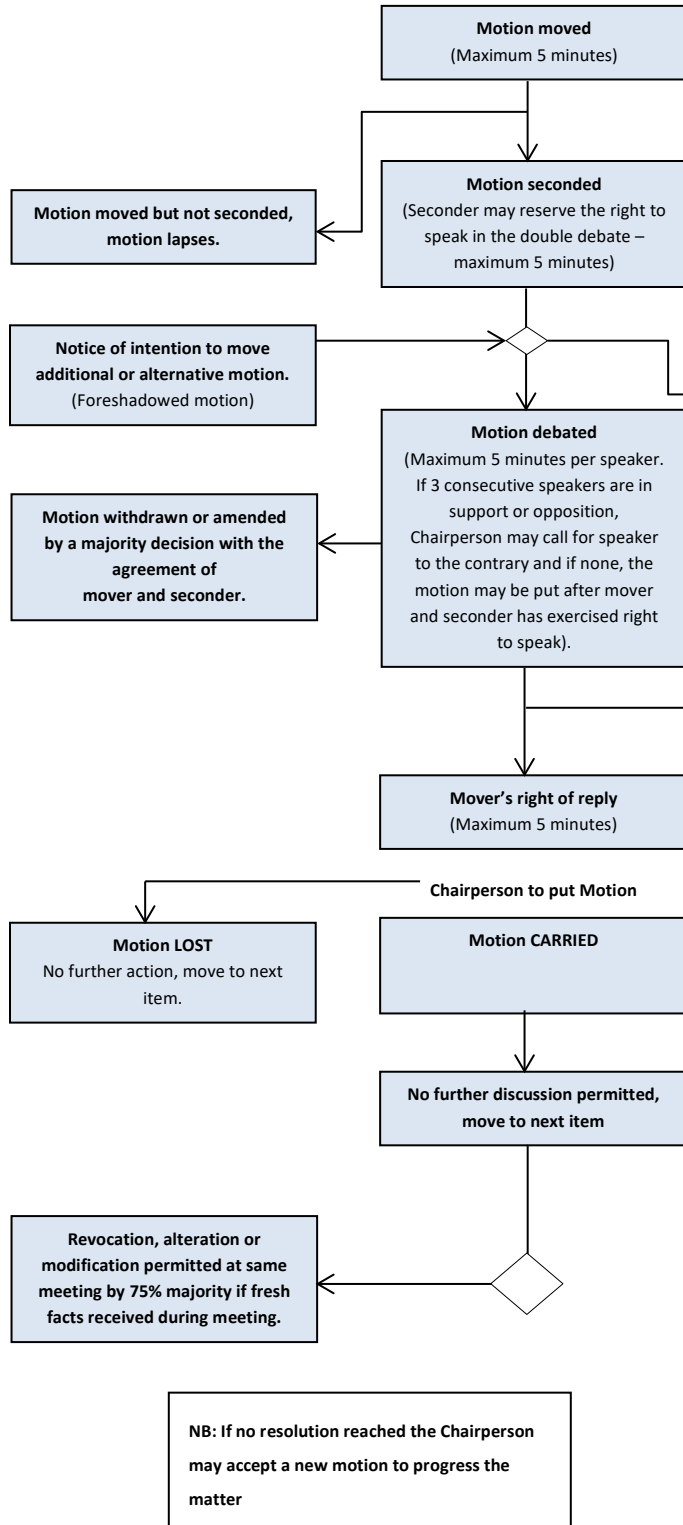 Motion moved
(Maximum 5 minutes)
Motion seconded
(Seconder may reserve the right to
speak in the double debate –
maximum 5 minutes)
Motion moved but not seconded,
motion lapses.
Notice of intention to move
additional or alternative motion.
(Foreshadowed motion)
Motion debated
(Maximum 5 minutes per speaker.
If 3 consecutive speakers are in
support or opposition,
Chairperson may call for speaker
to the contrary and if none, the
motion may be put after mover
and seconder has exercised right
to speak).
Motion withdrawn or amended
by a majority decision with the
agreement of
mover and seconder.
Mover’s right of reply
(Maximum 5 minutes)
Chairperson to put Motion
Motion LOST
No further action, move to next
item.
Motion CARRIED
No further discussion permitted,
move to next item
Revocation, alteration or
modification permitted at same
meeting by 75% majority if fresh
facts received during meeting.
NB: If no resolution reached the Chairperson
may accept a new motion to progress the
matter